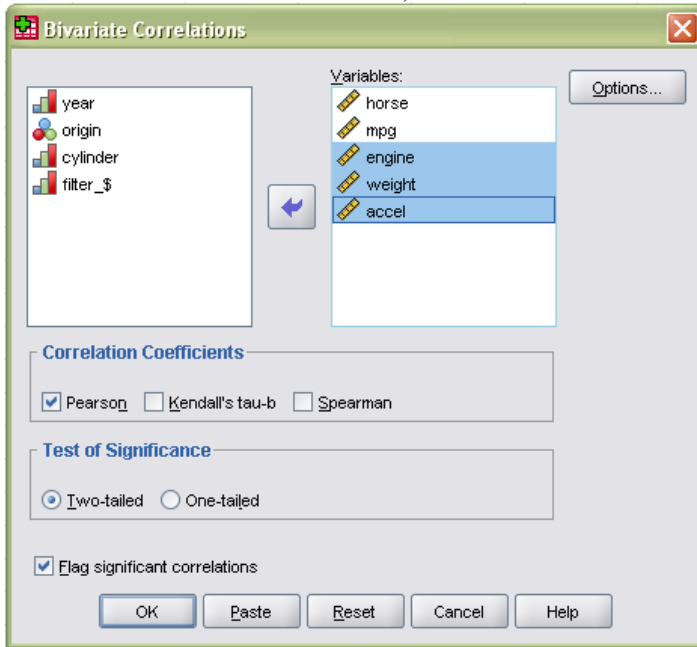 Bivariate Correlations
year
origin
cylinder
filter_$
Variables:
horse
mpg
engine
weight
accel
Options...
Correlation Coefficients
Pearson Kendall's tau-b Spearman
Test of Significance
Two-tailed One-tailed
Flag significant correlations
OK Paste Reset Cancel Help